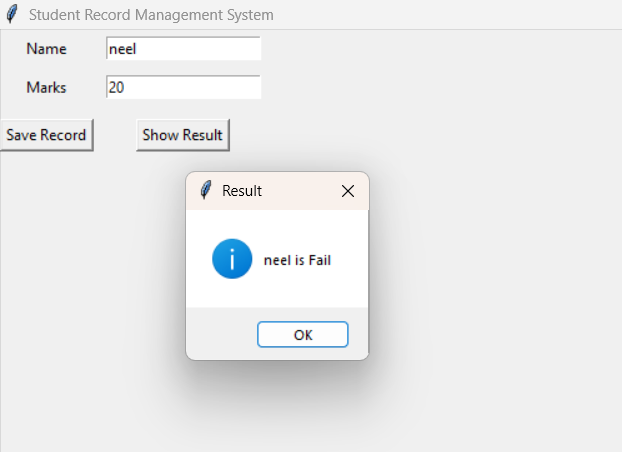 Student Record Management System
Name neel
Marks 20
Save Record Show Result
Result
neel is Fail
OK